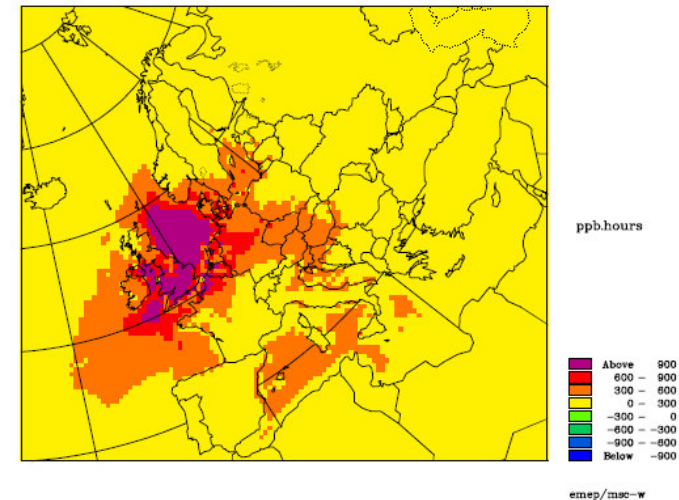 ppb.hours
Above 900
600 – 900
300 – 600
0 – 300
–300 – 0
–600 – –300
–900 – –600
Below –900
emep/msc–w